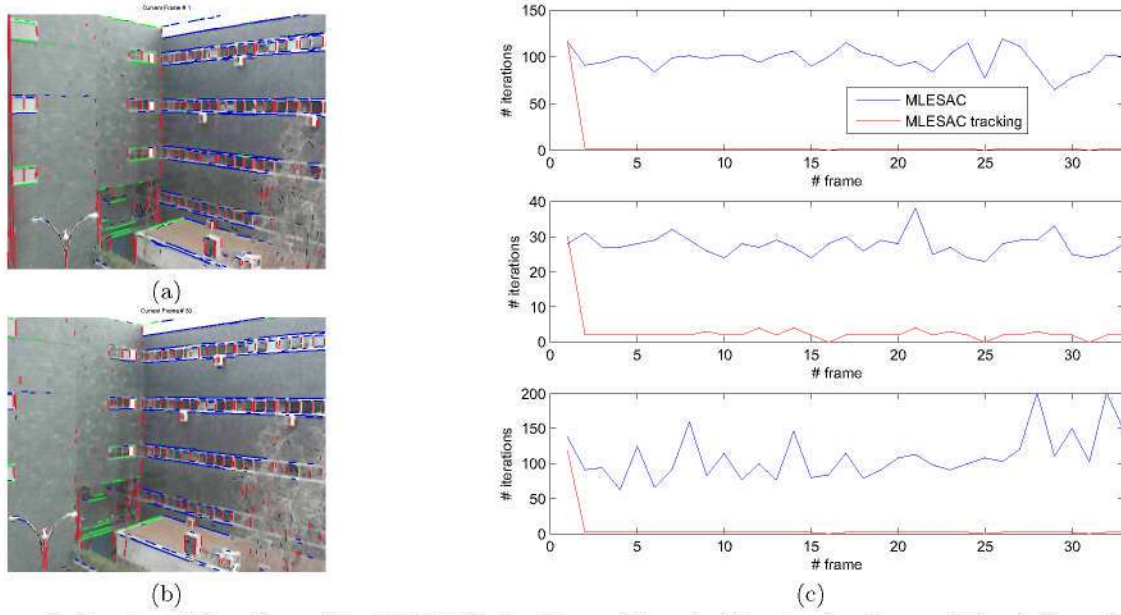 Current Frame # 1
(a)
Current Frame # 30
(b)
150
100
50
0
# iterations
MLESAC
MLESAC tracking
0 5 10 15 20 25 30
# frame
40
30
20
10
0
# iterations
0 5 10 15 20 25 30
# frame
200
150
100
50
0
# iterations
0 5 10 15 20 25 30
# frame
(c)